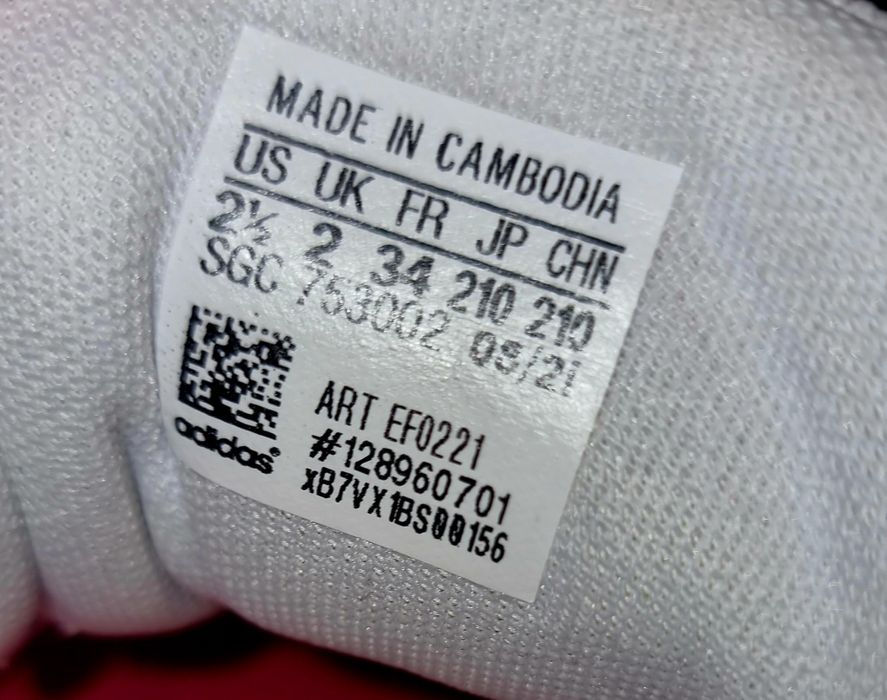 MADE IN CAMBODIA
US UK FR JP CHN
2½ 2 34 210 210
SGC 753002 05/21
ART EF0221
#128960701
xB7VX1BS00156
adidas®